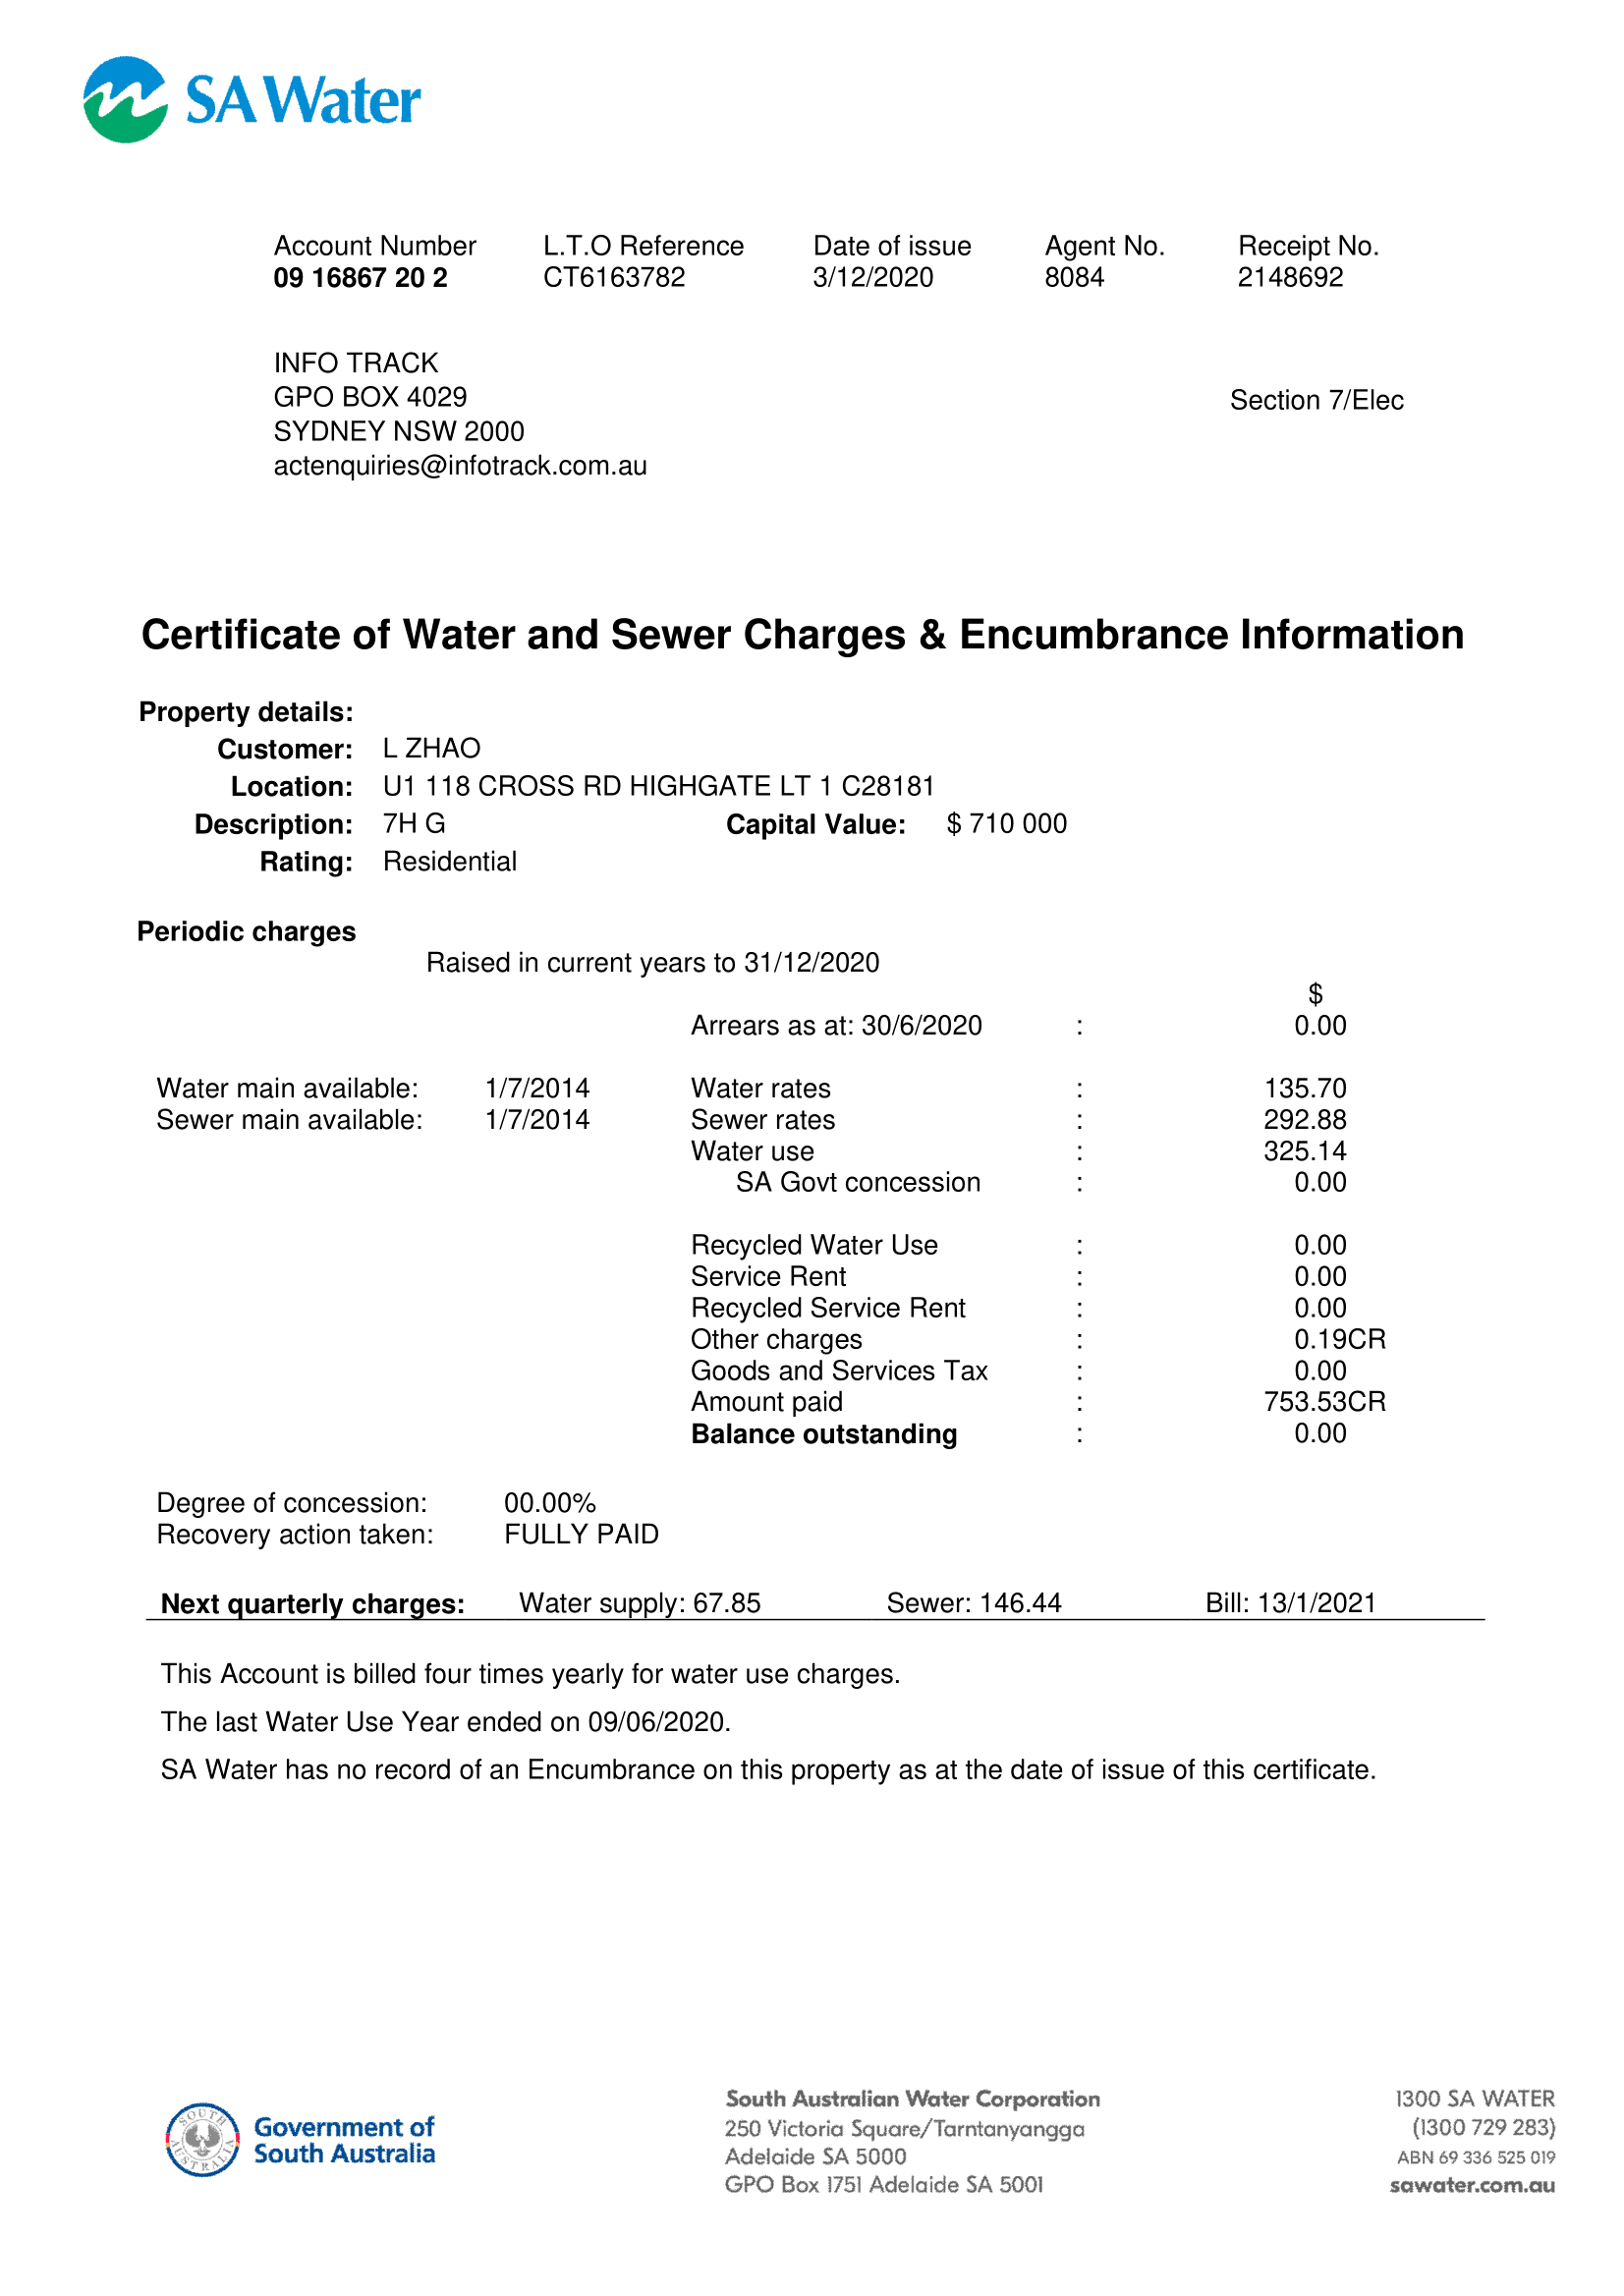 SA Water
Account Number L.T.O Reference Date of issue Agent No. Receipt No.
09 16867 20 2 CT6163782 3/12/2020 8084 2148692
INFO TRACK
GPO BOX 4029
SYDNEY NSW 2000
actenquiries@infotrack.com.au
Section 7/Elec
Certificate of Water and Sewer Charges & Encumbrance Information
Property details:
Customer: L ZHAO
Location: U1 118 CROSS RD HIGHGATE LT 1 C28181
Description: 7H G Capital Value: $ 710 000
Rating: Residential
Periodic charges
Raised in current years to 31/12/2020
$
Arrears as at: 30/6/2020 : 0.00
Water main available: 1/7/2014 Water rates : 135.70
Sewer main available: 1/7/2014 Sewer rates : 292.88
Water use : 325.14
SA Govt concession : 0.00
Recycled Water Use : 0.00
Service Rent : 0.00
Recycled Service Rent : 0.00
Other charges : 0.19CR
Goods and Services Tax : 0.00
Amount paid : 753.53CR
Balance outstanding : 0.00
Degree of concession: 00.00%
Recovery action taken: FULLY PAID
Next quarterly charges: Water supply: 67.85 Sewer: 146.44 Bill: 13/1/2021
This Account is billed four times yearly for water use charges.
The last Water Use Year ended on 09/06/2020.
SA Water has no record of an Encumbrance on this property as at the date of issue of this certificate.
SOUTH AUSTRALIA
Government of
South Australia
South Australian Water Corporation
250 Victoria Square/Tarntanyangga
Adelaide SA 5000
GPO Box 1751 Adelaide SA 5001
1300 SA WATER
(1300 729 283)
ABN 69 336 525 019
sawater.com.au